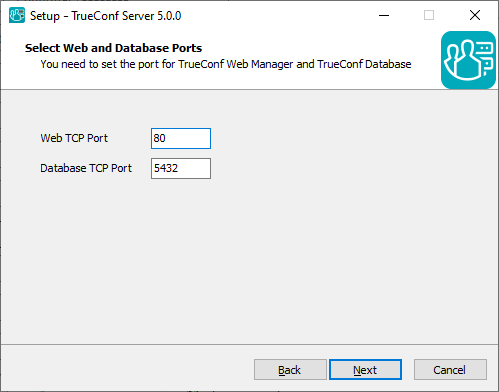 Setup - TrueConf Server 5.0.0
Select Web and Database Ports
You need to set the port for TrueConf Web Manager and TrueConf Database
Web TCP Port 80
Database TCP Port 5432
Back Next Cancel